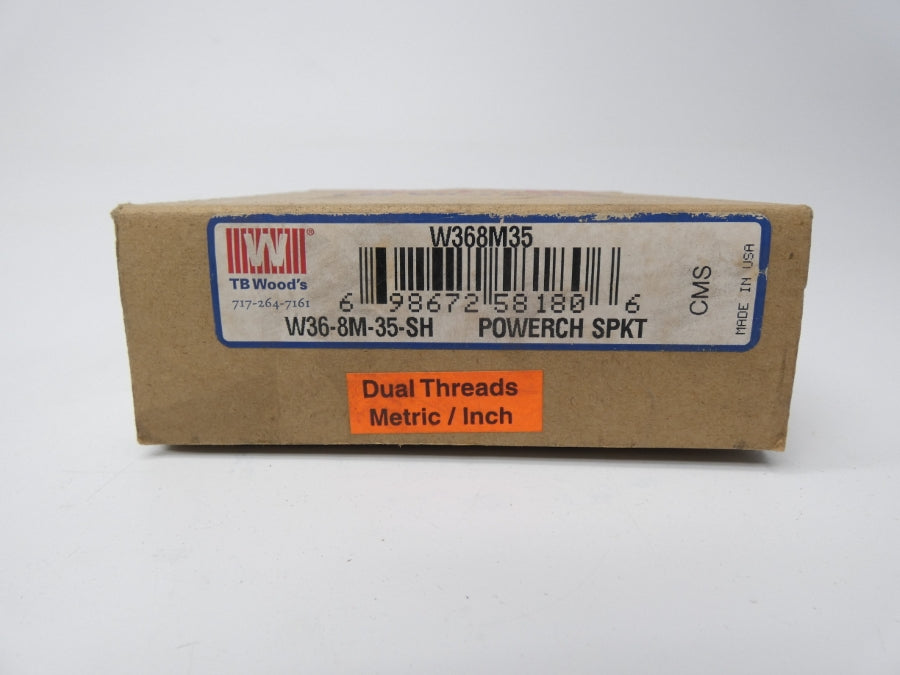 W368M35
W®
TB Wood's
717-264-7161
6 98672 58180 6
W36-8M-35-SH POWERCH SPKT
CMS
MADE IN USA
Dual Threads
Metric / Inch